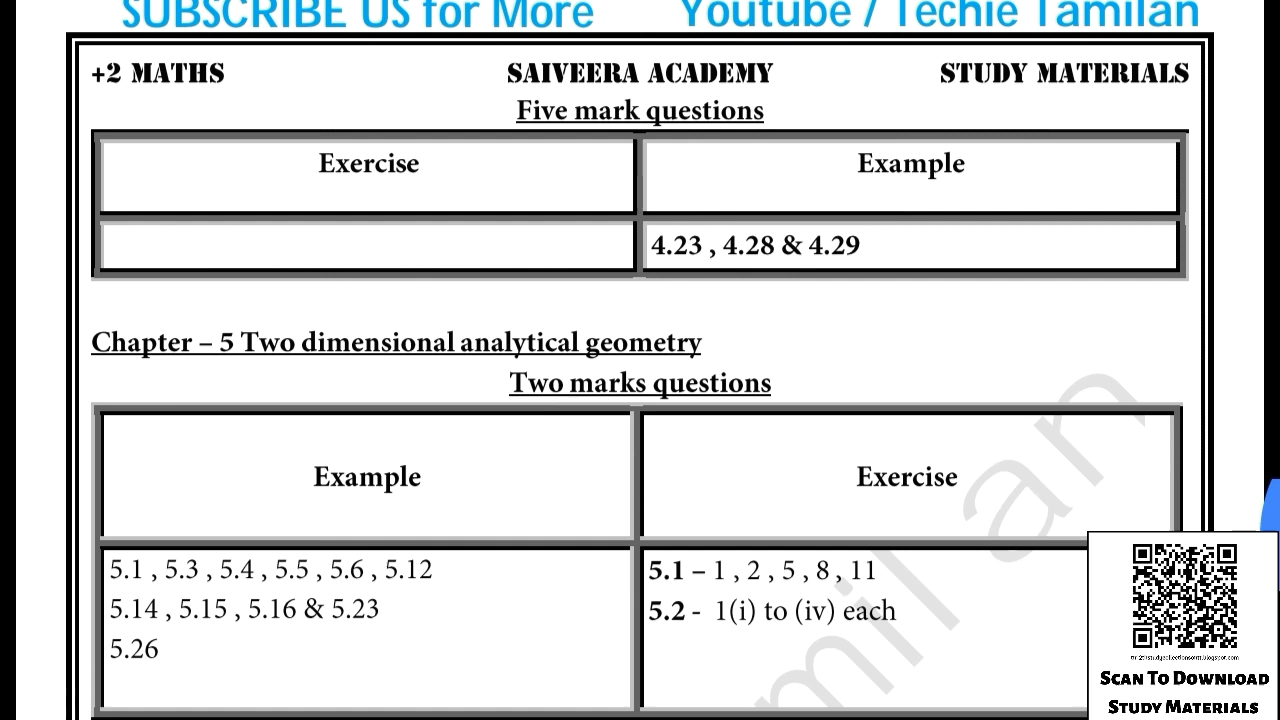 SUBSCRIBE US for More Youtube / Techie Tamilan
+2 MATHS SAIVEERA ACADEMY STUDY MATERIALS
Five mark questions
Exercise Example
4.23 , 4.28 & 4.29
Chapter – 5 Two dimensional analytical geometry
Two marks questions
Example Exercise
5.1 , 5.3 , 5.4 , 5.5 , 5.6 , 5.12
5.14 , 5.15 , 5.16 & 5.23
5.26
5.1 – 1 , 2 , 5 , 8 , 11
5.2 - 1(i) to (iv) each
mil an
SCAN TO DOWNLOAD
STUDY MATERIALS